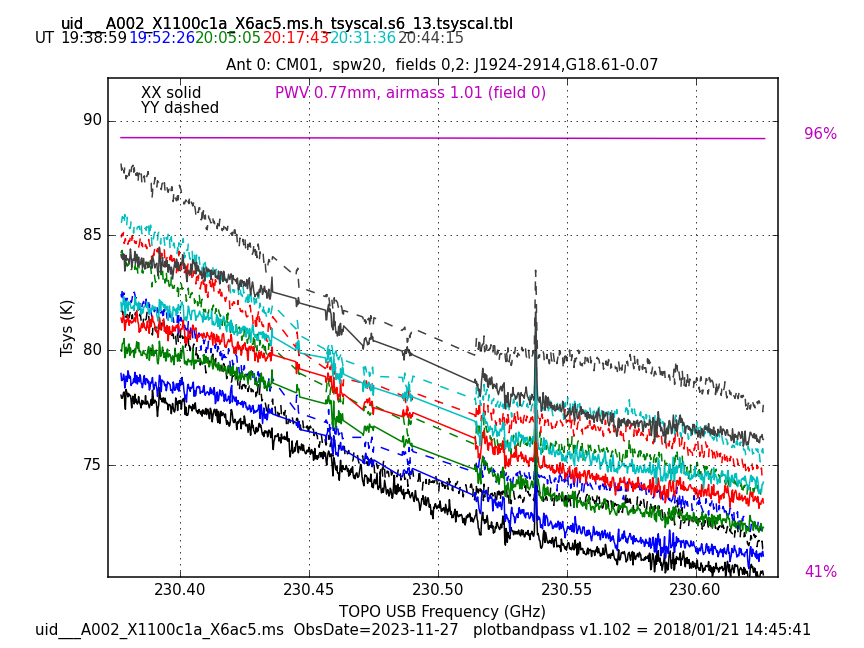 uid___A002_X1100c1a_X6ac5.ms.h_tsyscal.s6_13.tsyscal.tbl
UT 19:38:59 19:52:26 20:05:05 20:17:43 20:31:36 20:44:15
Ant 0: CM01, spw20, fields 0,2: J1924-2914,G18.61-0.07
XX solid PWV 0.77mm, airmass 1.01 (field 0)
YY dashed
90
96%
85
80
75
Tsys (K)
41%
230.40 230.45 230.50 230.55 230.60
TOPO USB Frequency (GHz)
uid___A002_X1100c1a_X6ac5.ms ObsDate=2023-11-27 plotbandpass v1.102 = 2018/01/21 14:45:41